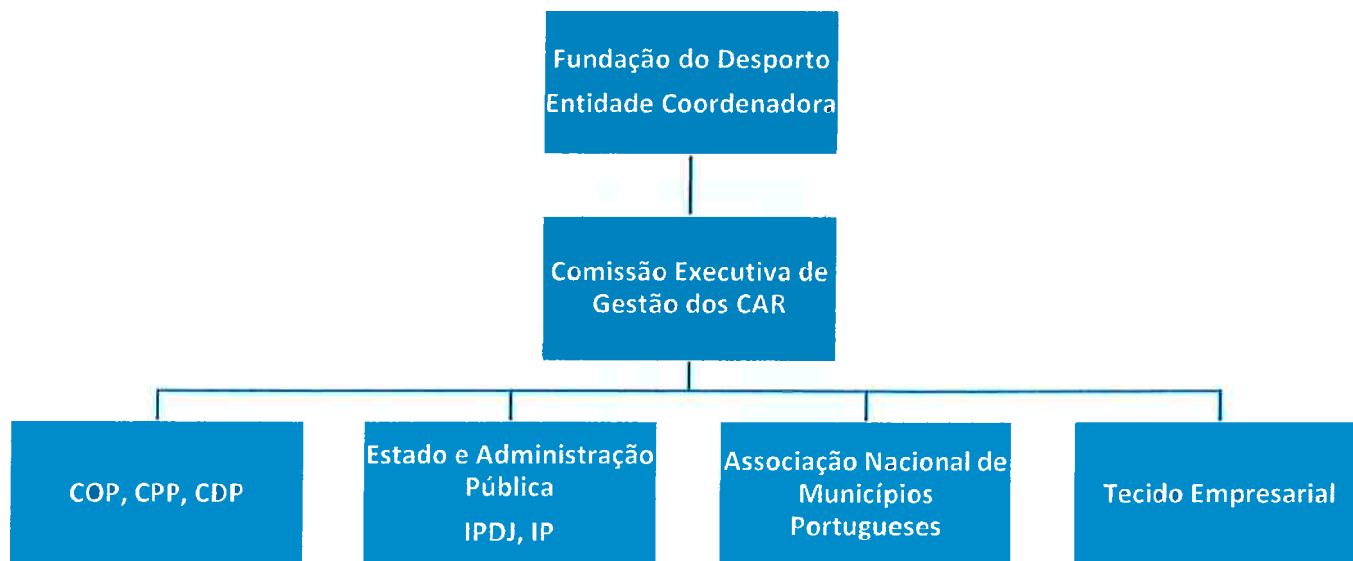 Fundação do Desporto
Entidade Coordenadora
Comissão Executiva de
Gestão dos CAR
COP, CPP, CDP
Estado e Administração
Pública
IPDJ, IP
Associação Nacional de
Municípios
Portugueses
Tecido Empresarial